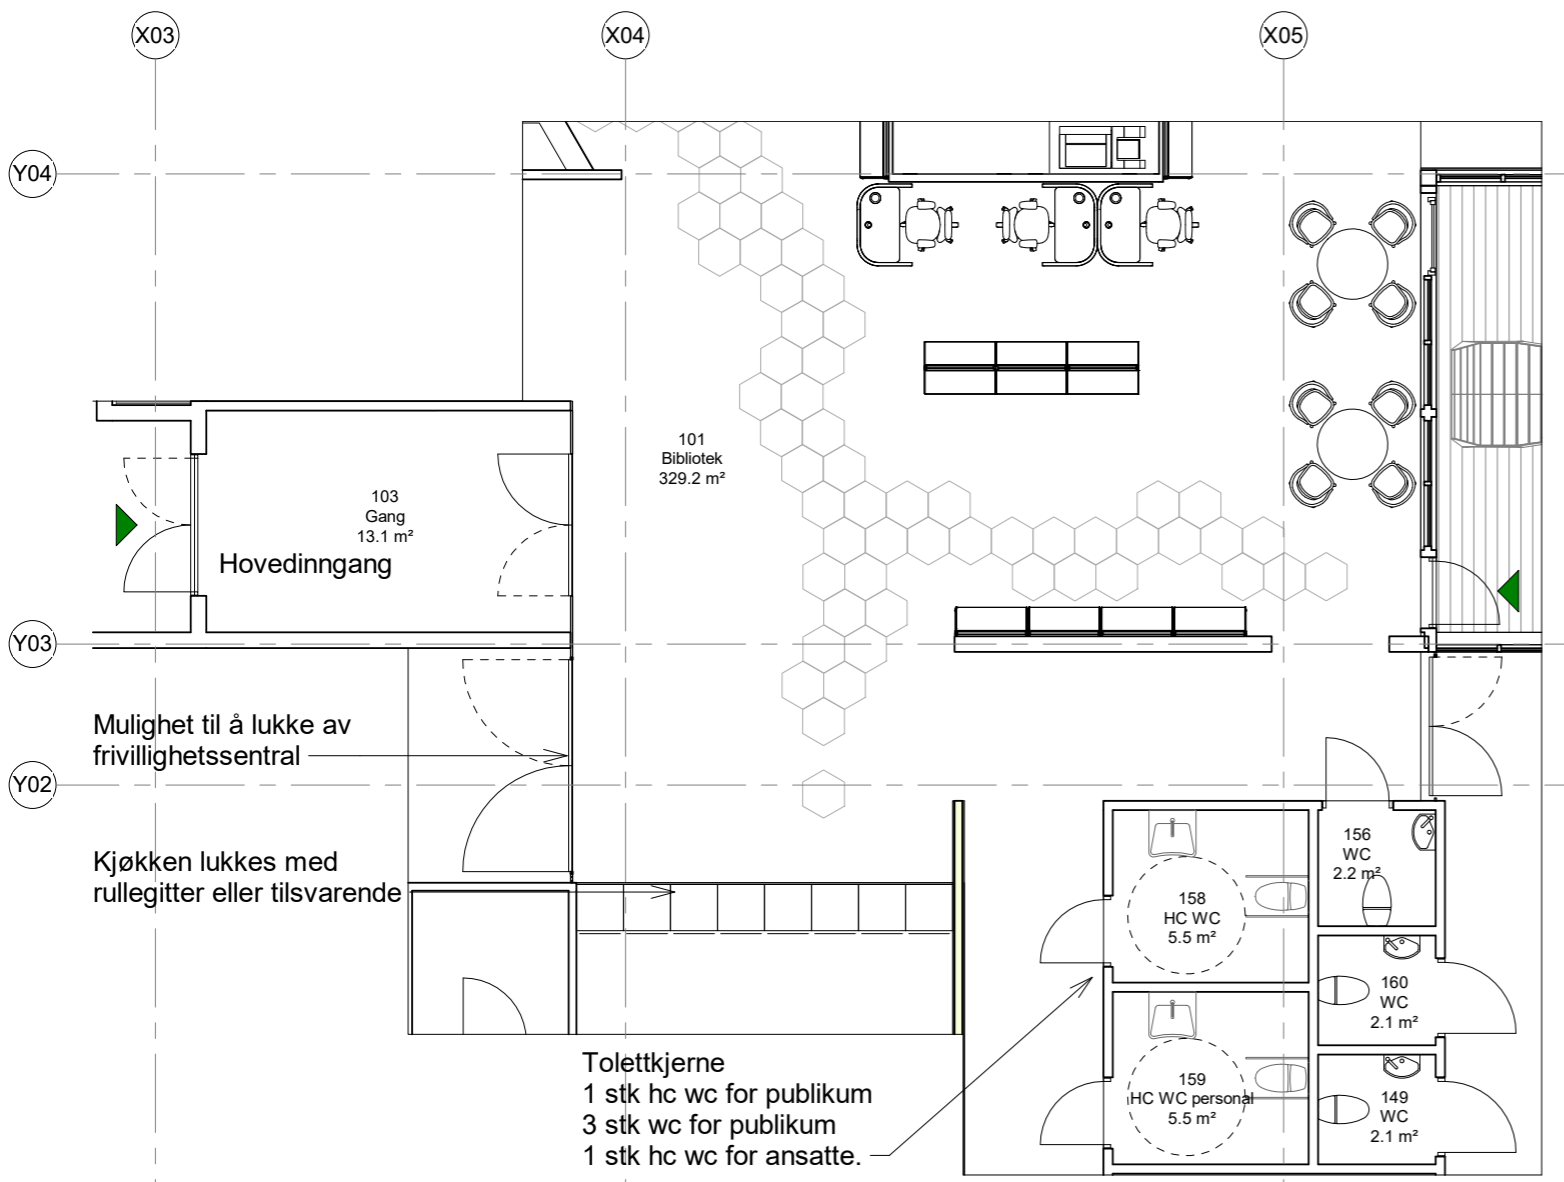 X03
X04
X05
Y04
101
Bibliotek
329.2 m²
103
Gang
13.1 m²
Hovedinngang
Y03
Mulighet til å lukke av
frivillighetssentral
Y02
Kjøkken lukkes med
rullegitter eller tilsvarende
156
WC
2.2 m²
158
HC WC
5.5 m²
160
WC
2.1 m²
159
HC WC personal
5.5 m²
149
WC
2.1 m²
Tolettkjerne
1 stk hc wc for publikum
3 stk wc for publikum
1 stk hc wc for ansatte.